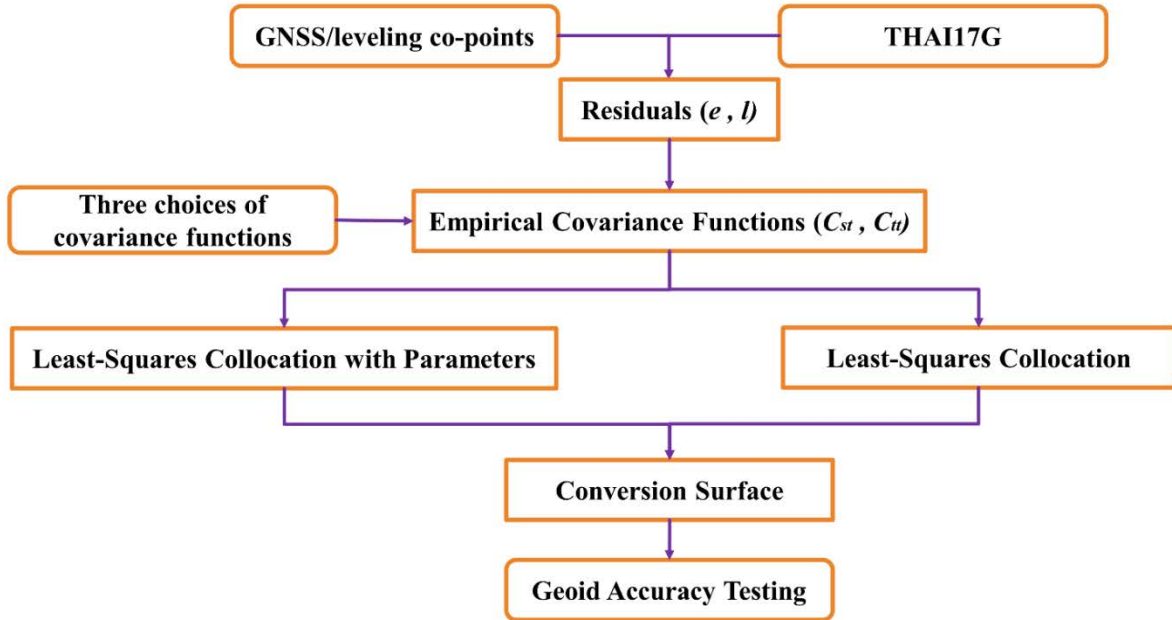 GNSS/leveling co-points
THAI17G
Residuals (e , l)
Three choices of
covariance functions
Empirical Covariance Functions (Cst , Ctt)
Least-Squares Collocation with Parameters
Least-Squares Collocation
Conversion Surface
Geoid Accuracy Testing